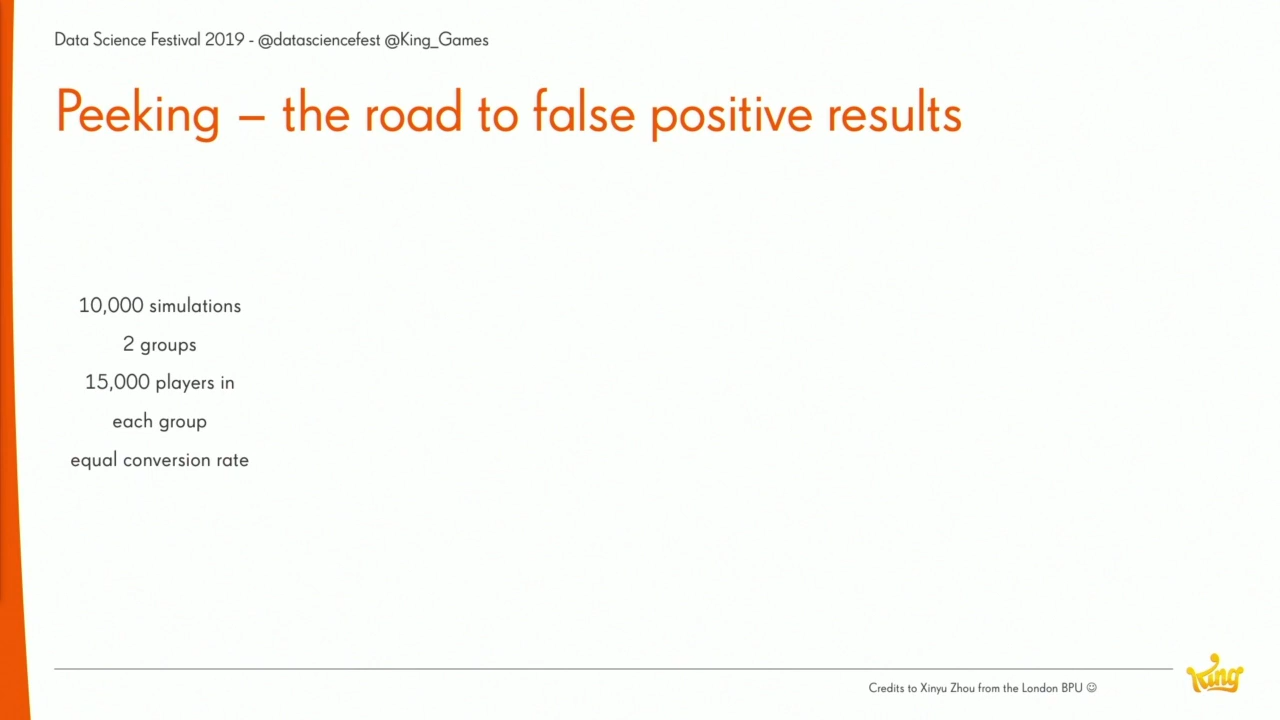 Data Science Festival 2019 - @datasciencefest @King_Games
Peeking – the road to false positive results
10,000 simulations
2 groups
15,000 players in
each group
equal conversion rate
Credits to Xinyu Zhou from the London BPU ☺
King